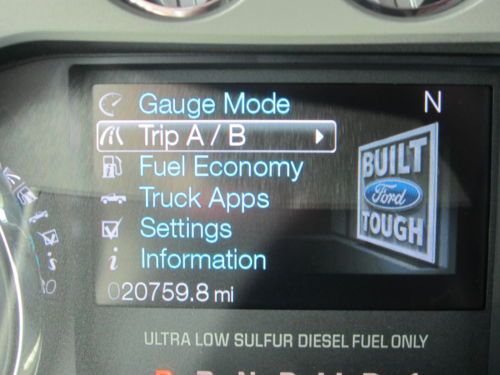 Gauge Mode N
Trip A / B
Fuel Economy
Truck Apps
Settings
Information
020759.8 mi
BUILT
Ford
TOUGH
ULTRA LOW SULFUR DIESEL FUEL ONLY